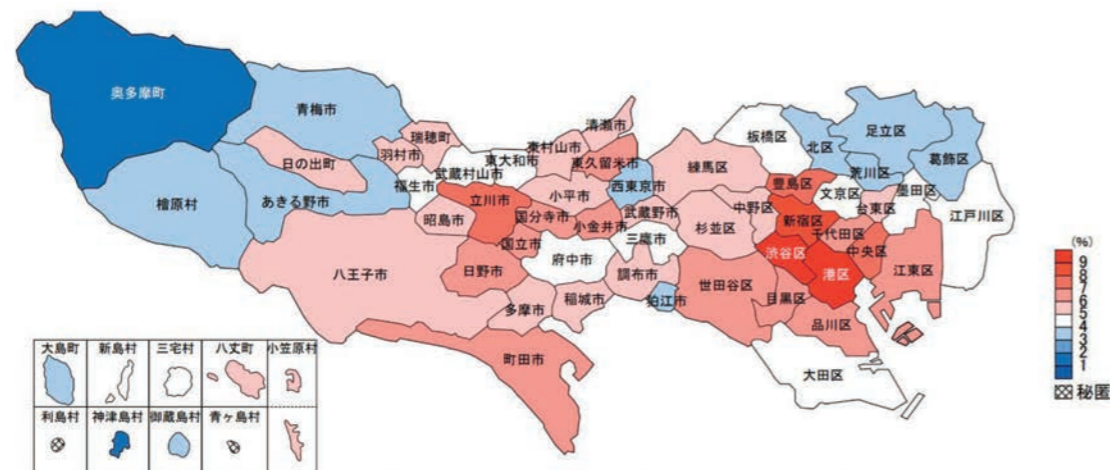 奥多摩町
青梅市
瑞穂町
日の出町
羽村市
檜原村
あきる野市
福生市
武蔵村山市
東大和市
東村山市
清瀬市
東久留米市
西東京市
練馬区
板橋区
北区
足立区
荒川区
葛飾区
昭島市
立川市
小平市
国分寺市
小金井市
武蔵野市
杉並区
中野区
豊島区
文京区
台東区
墨田区
江戸川区
新宿区
千代田区
中央区
渋谷区
港区
江東区
八王子市
日野市
国立市
府中市
三鷹市
調布市
狛江市
世田谷区
目黒区
品川区
多摩市
稲城市
町田市
大田区
大島町
新島村
三宅村
八丈町
小笠原村
利島村
神津島村
御蔵島村
青ヶ島村
(%)
9
8
7
6
5
4
3
2
1
秘匿